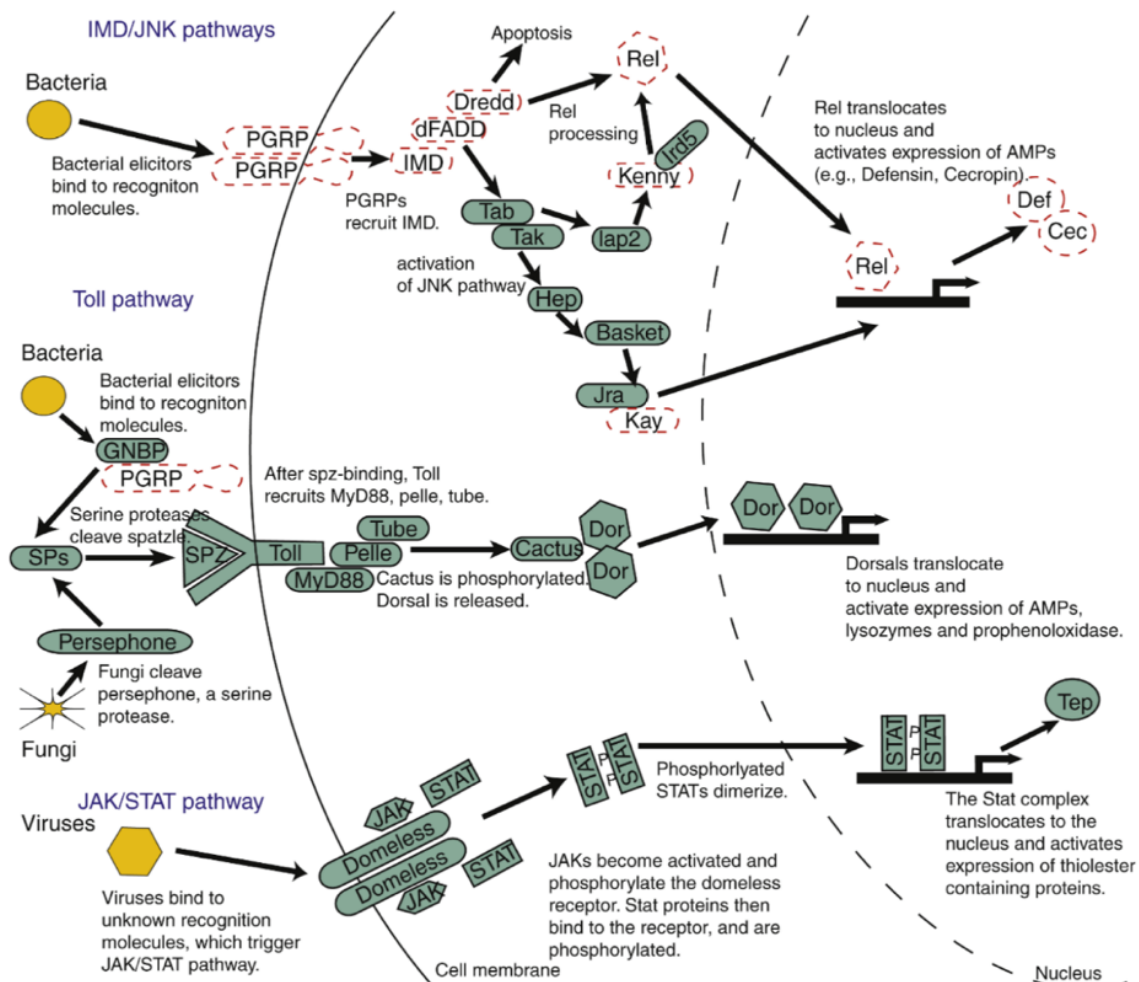 IMD/JNK pathways
Bacteria
Bacterial elicitors
bind to recogniton
molecules.
PGRP
PGRP
PGRPs
recruit IMD.
IMD
dFADD
Dredd
Apoptosis
Rel
processing
Rel
Ird5
Kenny
Iap2
Tab
Tak
activation
of JNK pathway
Hep
Basket
Jra
Kay
Rel translocates
to nucleus and
activates expression of AMPs
(e.g., Defensin, Cecropin).
Def
Cec
Rel
Toll pathway
Bacteria
Bacterial elicitors
bind to recogniton
molecules.
GNBP
PGRP
Serine proteases
cleave spatzle.
SPs
Persephone
Fungi cleave
persephone, a serine
protease.
Fungi
SPZ
Toll
After spz-binding, Toll
recruits MyD88, pelle, tube.
Tube
Pelle
MyD88
Cactus is phosphorylated.
Dorsal is released.
Cactus
Dor
Dor
Dor
Dor
Dorsals translocate
to nucleus and
activate expression of AMPs,
lysozymes and prophenoloxidase.
JAK/STAT pathway
Viruses
Viruses bind to
unknown recognition
molecules, which trigger
JAK/STAT pathway.
JAK
STAT
Domeless
Domeless
JAK
STAT
JAKs become activated and
phosphorylate the domeless
receptor. Stat proteins then
bind to the receptor, and are
phosphorylated.
STAT
P
P
STAT
Phosphorlyated
STATs dimerize.
STAT
P
P
STAT
Tep
The Stat complex
translocates to the
nucleus and activates
expression of thiolester
containing proteins.
Cell membrane
Nucleus